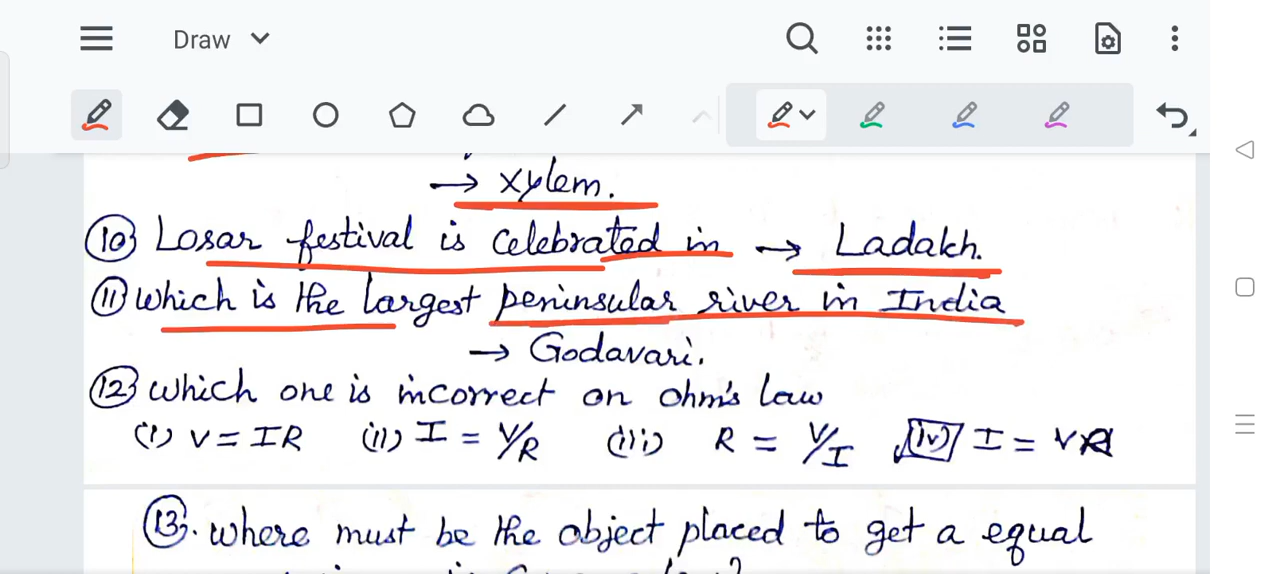 Draw
→ xylem.
(10) Losar festival is celebrated in → Ladakh.
(11) which is the largest peninsular river in India
→ Godavari.
(12) which one is incorrect on ohm's law
(i) V = IR (ii) I = V/R (iii) R = V/I (iv) I = VR
(13). where must be the object placed to get a equal